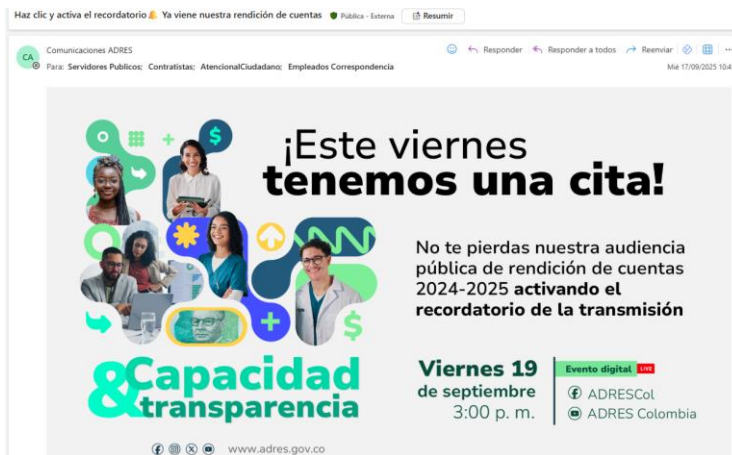 Haz clic y activa el recordatorio🔔 Ya viene nuestra rendición de cuentas Pública - Externa Resumir
CA
Comunicaciones ADRES
Responder Responder a todos Reenviar
Para: Servidores Publicos; Contratistas; AtencionalCiudadano; Empleados Correspondencia
Mié 17/09/2025
¡Este viernes
tenemos una cita!
No te pierdas nuestra audiencia
pública de rendición de cuentas
2024-2025 activando el
recordatorio de la transmisión
&Capacidad
transparencia
Viernes 19
de septiembre
3:00 p. m.
Evento digital LIVE
ADRESCol
ADRES Colombia
www.adres.gov.co